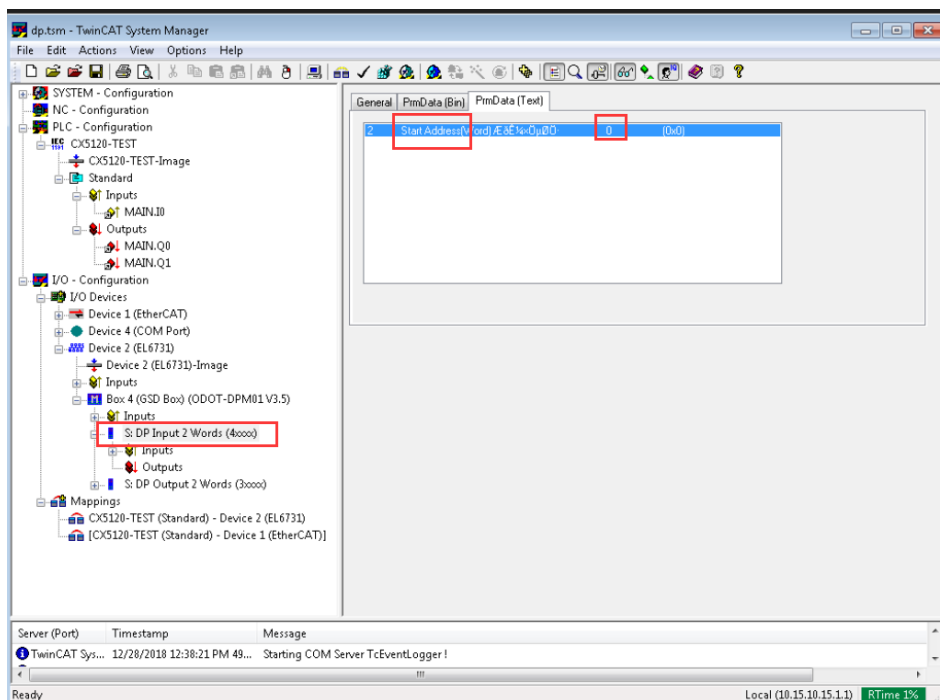 dp.tsm - TwinCAT System Manager
File Edit Actions View Options Help
SYSTEM - Configuration
NC - Configuration
PLC - Configuration
CX5120-TEST
CX5120-TEST-Image
Standard
Inputs
MAIN.I0
Outputs
MAIN.Q0
MAIN.Q1
I/O - Configuration
I/O Devices
Device 1 (EtherCAT)
Device 4 (COM Port)
Device 2 (EL6731)
Device 2 (EL6731)-Image
Inputs
Box 4 (GSD Box) (ODOT-DPM01 V3.5)
Inputs
S: DP Input 2 Words (4xxxx)
Inputs
Outputs
S: DP Output 2 Words (3xxxx)
Mappings
CX5120-TEST (Standard) - Device 2 (EL6731)
[CX5120-TEST (Standard) - Device 1 (EtherCAT)]
General PrmData (Bin) PrmData (Text)
2 Start Address(Word) 0 (0x0)
Server (Port) Timestamp Message
TwinCAT Sys... 12/28/2018 12:38:21 PM 49... Starting COM Server TcEventLogger !
Ready Local (10.15.10.15.1.1) RTime 1%